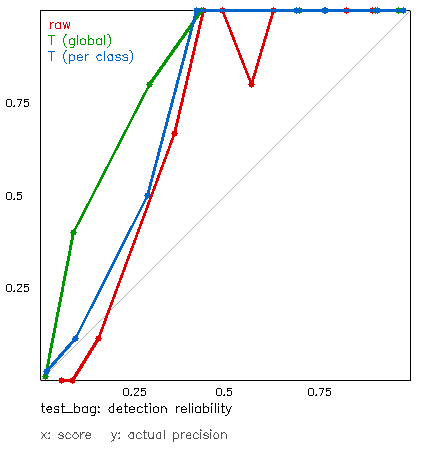 raw
T (global)
T (per class)
0.75
0.5
0.25
0.25 0.5 0.75
test_bag: detection reliability
x: score y: actual precision